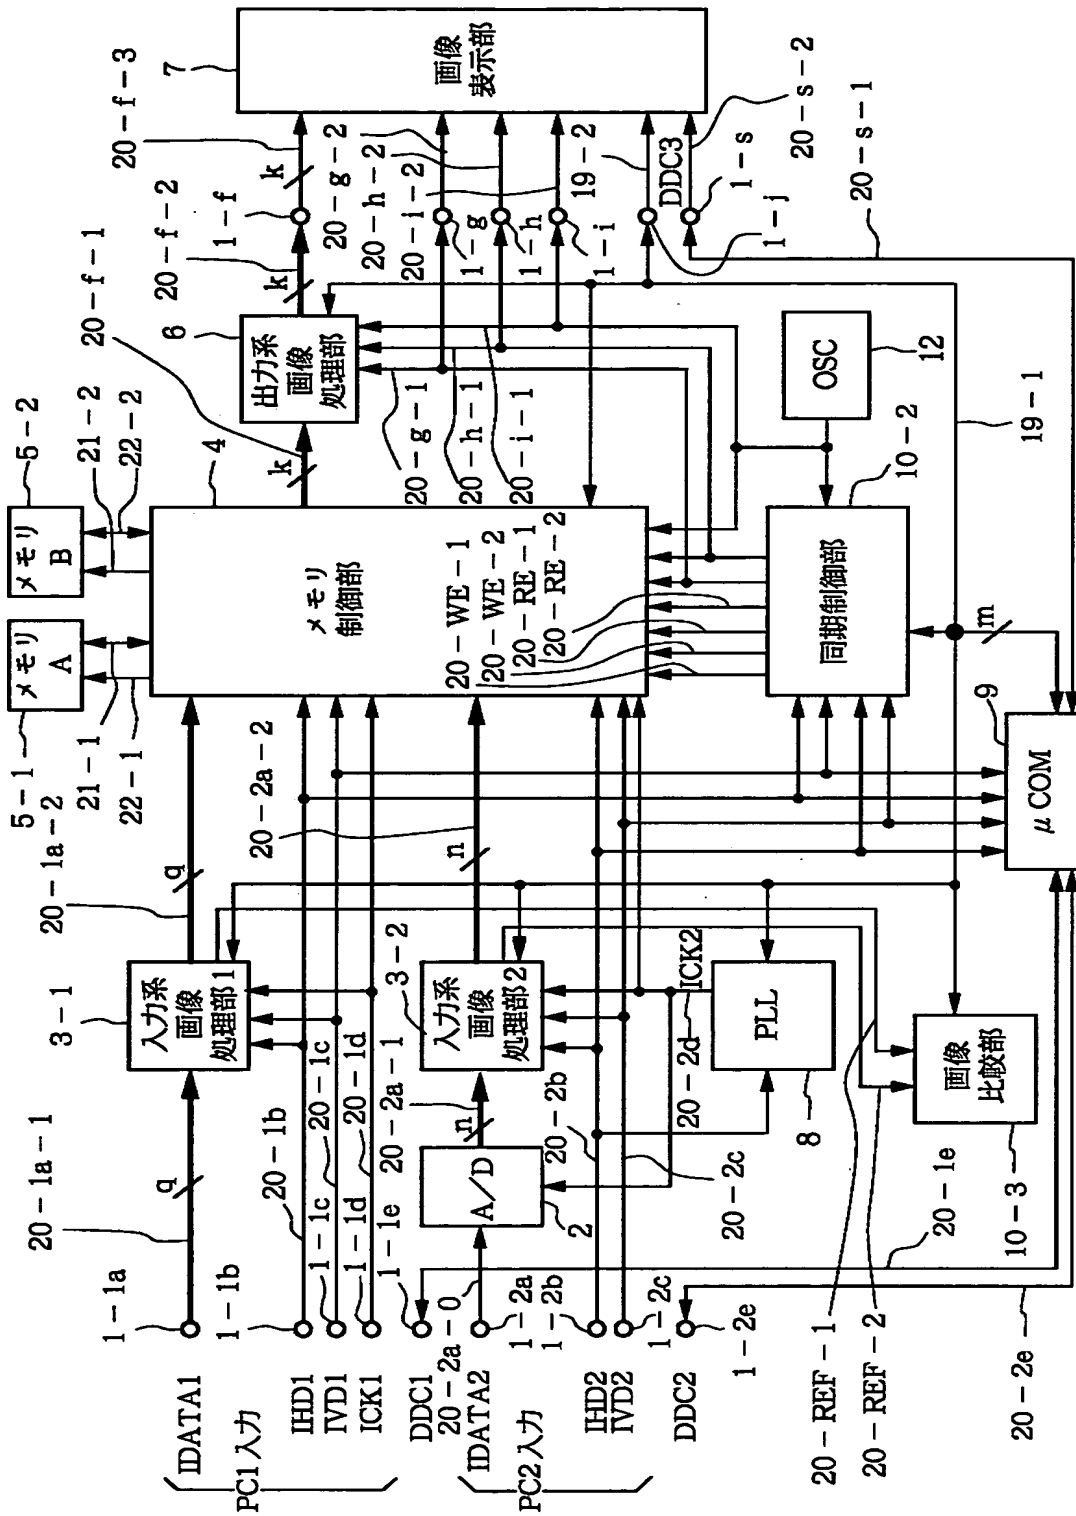 IDATA1
PC1入力
IHD1
IVD1
ICK1
DDC1
20-2a-0
IDATA2
PC2入力
IHD2
IVD2
DDC2
1-1a
1-1b
1-1c
1-1d
1-1e
1-2a
1-2b
1-2c
1-2e
20-1a-1
q
20-1b
20-1c
20-1d
20-2a-1
n
A/D
2
20-2b
20-2c
20-2d
ICK2
3-1
入力系
画像
処理部1
3-2
入力系
画像
処理部2
PLL
8
画像
比較部
10-3
20-REF-1
20-REF-2
20-1e
20-2e
20-1a-2
q
20-2a-2
n
5-1
メモリ
A
21-1
22-1
5-2
メモリ
B
21-2
22-2
4
メモリ
制御部
20-WE-1
20-WE-2
20-RE-1
20-RE-2
同期制御部
10-2
OSC
12
μCOM
9
m
19-1
k
20-f-1
6
出力系
画像
処理部
20-g-1
20-h-1
20-i-1
k
20-f-2
1-f
k
20-f-3
20-g-2
20-h-2
20-i-2
1-g
1-h
1-i
19-2
DDC3
1-s
1-j
20-s-2
20-s-1
7
画像
表示部